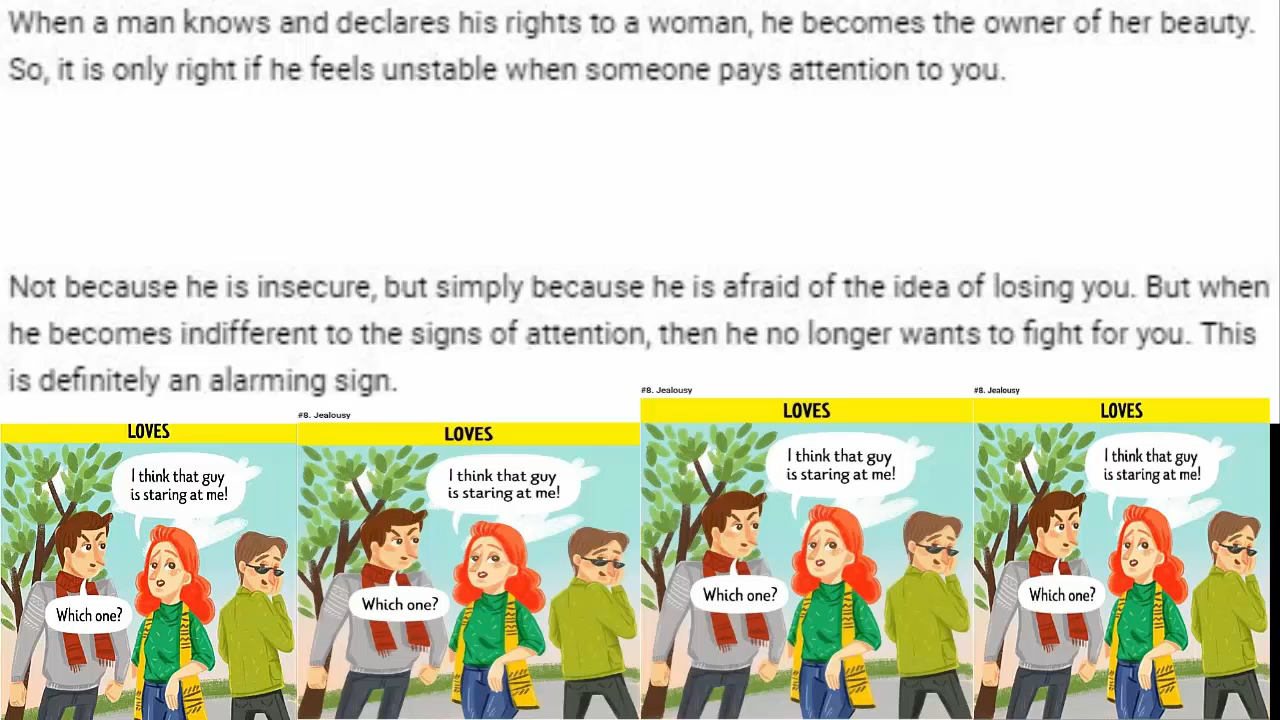 When a man knows and declares his rights to a woman, he becomes the owner of her beauty.
So, it is only right if he feels unstable when someone pays attention to you.
Not because he is insecure, but simply because he is afraid of the idea of losing you. But when
he becomes indifferent to the signs of attention, then he no longer wants to fight for you. This
is definitely an alarming sign.
LOVES
I think that guy
is staring at me!
Which one?
#8. Jealousy
LOVES
I think that guy
is staring at me!
Which one?
#8. Jealousy
LOVES
I think that guy
is staring at me!
Which one?
#8. Jealousy
LOVES
I think that guy
is staring at me!
Which one?